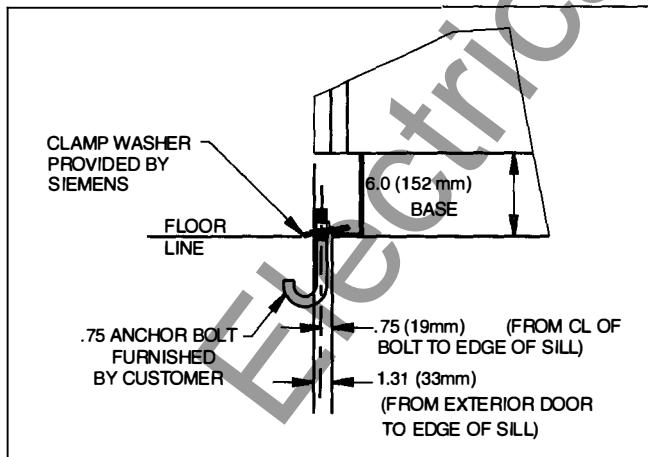 CLAMP WASHER
PROVIDED BY
SIEMENS
6.0 (152 mm)
BASE
FLOOR
LINE
.75 ANCHOR BOLT
FURNISHED
BY CUSTOMER
.75 (19mm) (FROM CL OF
BOLT TO EDGE OF SILL)
1.31 (33mm)
(FROM EXTERIOR DOOR
TO EDGE OF SILL)